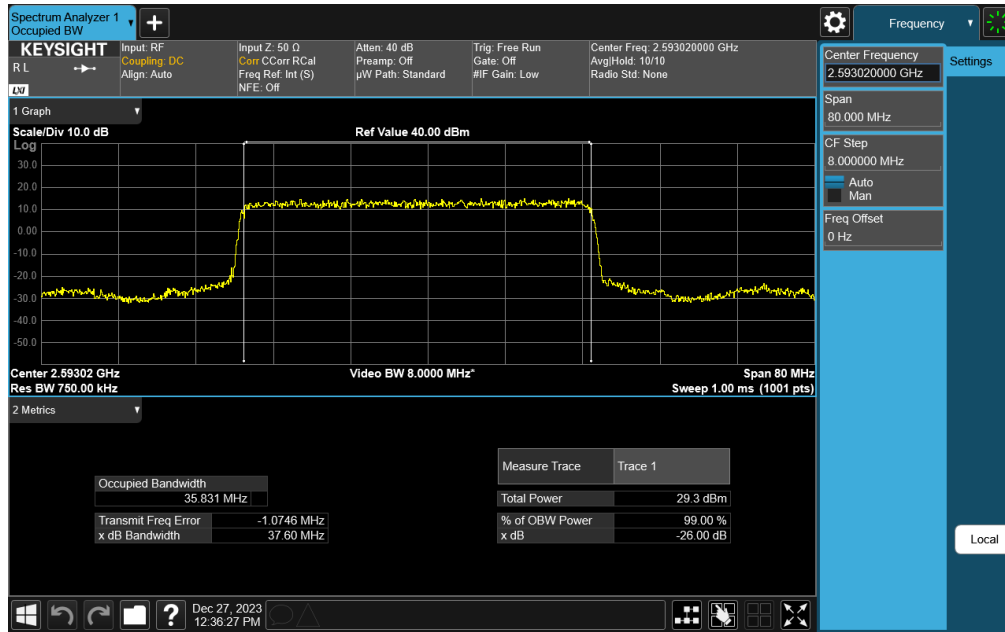 Spectrum Analyzer 1
Occupied BW
Frequency
KEYSIGHT
R L
LXI
Input: RF
Coupling: DC
Align: Auto
Input Z: 50 Ω
Corr CCorr RCal
Freq Ref: Int (S)
NFE: Off
Atten: 40 dB
Preamp: Off
µW Path: Standard
Trig: Free Run
Gate: Off
#IF Gain: Low
Center Freq: 2.593020000 GHz
Avg|Hold: 10/10
Radio Std: None
Center Frequency
2.593020000 GHz
Settings
Span
80.000 MHz
CF Step
8.000000 MHz
Auto
Man
Freq Offset
0 Hz
Local
1 Graph
Scale/Div 10.0 dB
Ref Value 40.00 dBm
Log
30.0
20.0
10.0
0.00
-10.0
-20.0
-30.0
-40.0
-50.0
Center 2.59302 GHz
Video BW 8.0000 MHz*
Span 80 MHz
Res BW 750.00 kHz
Sweep 1.00 ms (1001 pts)
2 Metrics
Measure Trace
Trace 1
Occupied Bandwidth
35.831 MHz
Total Power
29.3 dBm
Transmit Freq Error
-1.0746 MHz
% of OBW Power
99.00 %
x dB Bandwidth
37.60 MHz
x dB
-26.00 dB
Dec 27, 2023
12:36:27 PM